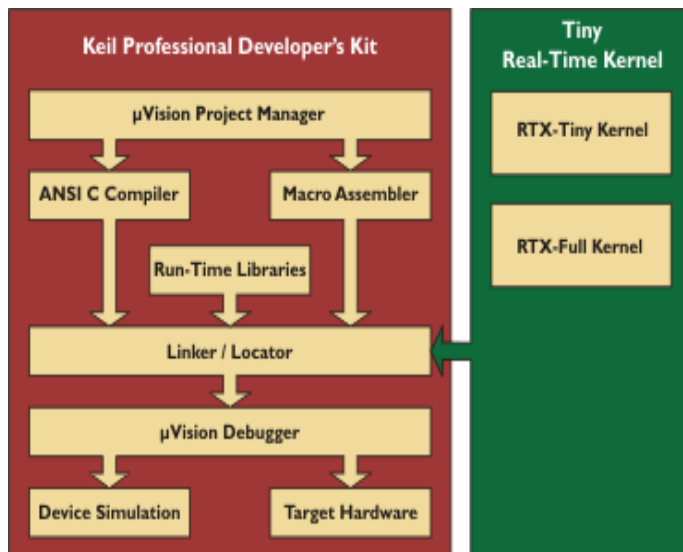 Keil Professional Developer's Kit
µVision Project Manager
ANSI C Compiler
Macro Assembler
Run-Time Libraries
Linker / Locator
µVision Debugger
Device Simulation
Target Hardware
Tiny
Real-Time Kernel
RTX-Tiny Kernel
RTX-Full Kernel